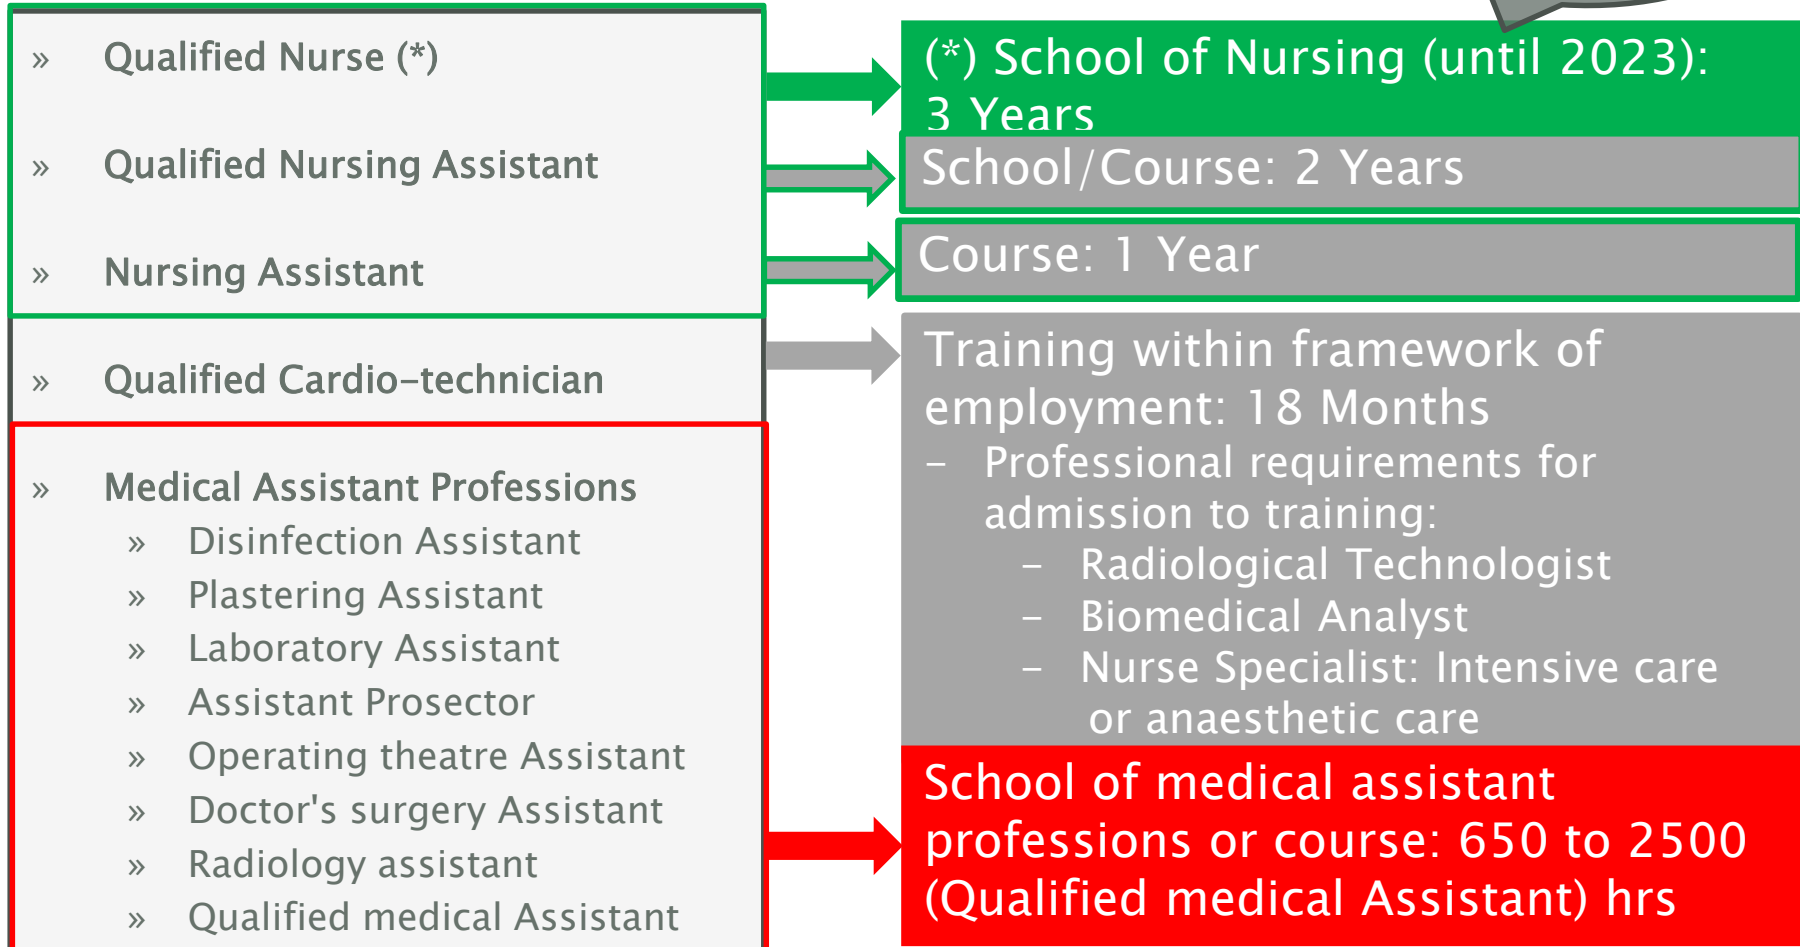 » Qualified Nurse (*)
» Qualified Nursing Assistant
» Nursing Assistant
» Qualified Cardio-technician
» Medical Assistant Professions
» Disinfection Assistant
» Plastering Assistant
» Laboratory Assistant
» Assistant Prosector
» Operating theatre Assistant
» Doctor's surgery Assistant
» Radiology assistant
» Qualified medical Assistant
(*) School of Nursing (until 2023):
3 Years
School/Course: 2 Years
Course: 1 Year
Training within framework of
employment: 18 Months
- Professional requirements for
admission to training:
- Radiological Technologist
- Biomedical Analyst
- Nurse Specialist: Intensive care
or anaesthetic care
School of medical assistant
professions or course: 650 to 2500
(Qualified medical Assistant) hrs